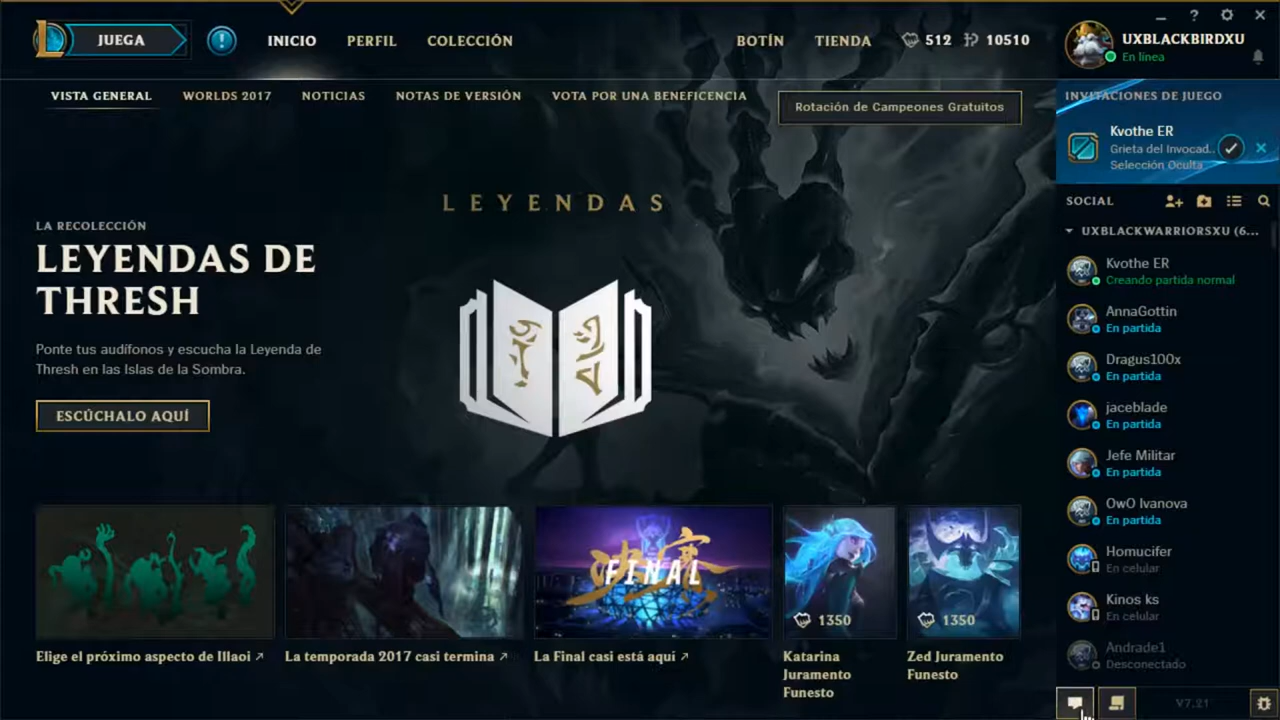 JUEGA
INICIO
PERFIL
COLECCIÓN
BOTÍN
TIENDA
512
10510
UXBLACKBIRDXU
En línea
VISTA GENERAL
WORLDS 2017
NOTICIAS
NOTAS DE VERSIÓN
VOTA POR UNA BENEFICENCIA
Rotación de Campeones Gratuitos
INVITACIONES DE JUEGO
Kvothe ER
Grieta del Invocad..
Selección Oculta
LEYENDAS
LA RECOLECCIÓN
LEYENDAS DE
THRESH
Ponte tus audífonos y escucha la Leyenda de
Thresh en las Islas de la Sombra.
ESCÚCHALO AQUÍ
SOCIAL
UXBLACKWARRIORSXU (6...
Kvothe ER
Creando partida normal
AnnaGottin
En partida
Dragus100x
En partida
jaceblade
En partida
Jefe Militar
En partida
OwO Ivanova
En partida
Homucifer
En celular
Kinos ks
En celular
Andrade1
Desconectado
决赛
FINAL
1350
1350
Elige el próximo aspecto de Illaoi
La temporada 2017 casi termina
La Final casi está aquí
Katarina
Juramento
Funesto
Zed Juramento
Funesto
V7.21